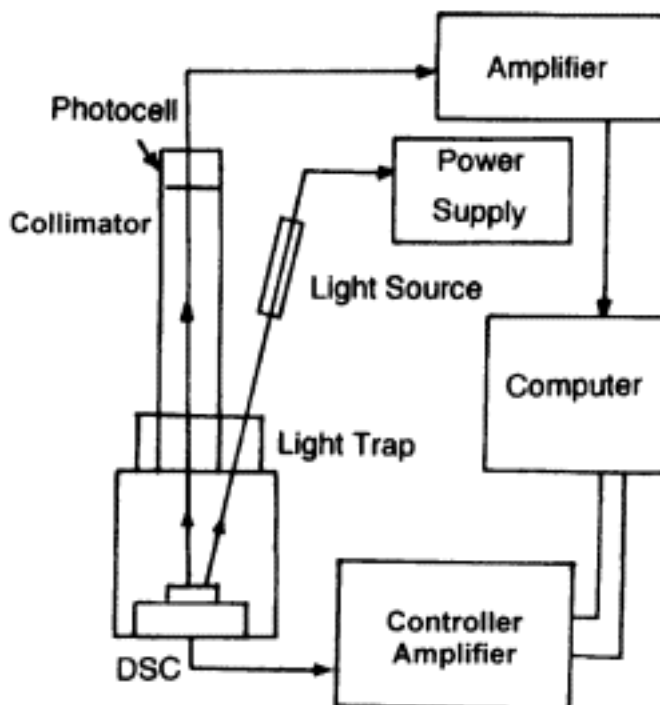 Amplifier
Photocell
Power
Supply
Collimator
Light Source
Computer
Light Trap
Controller
Amplifier
DSC